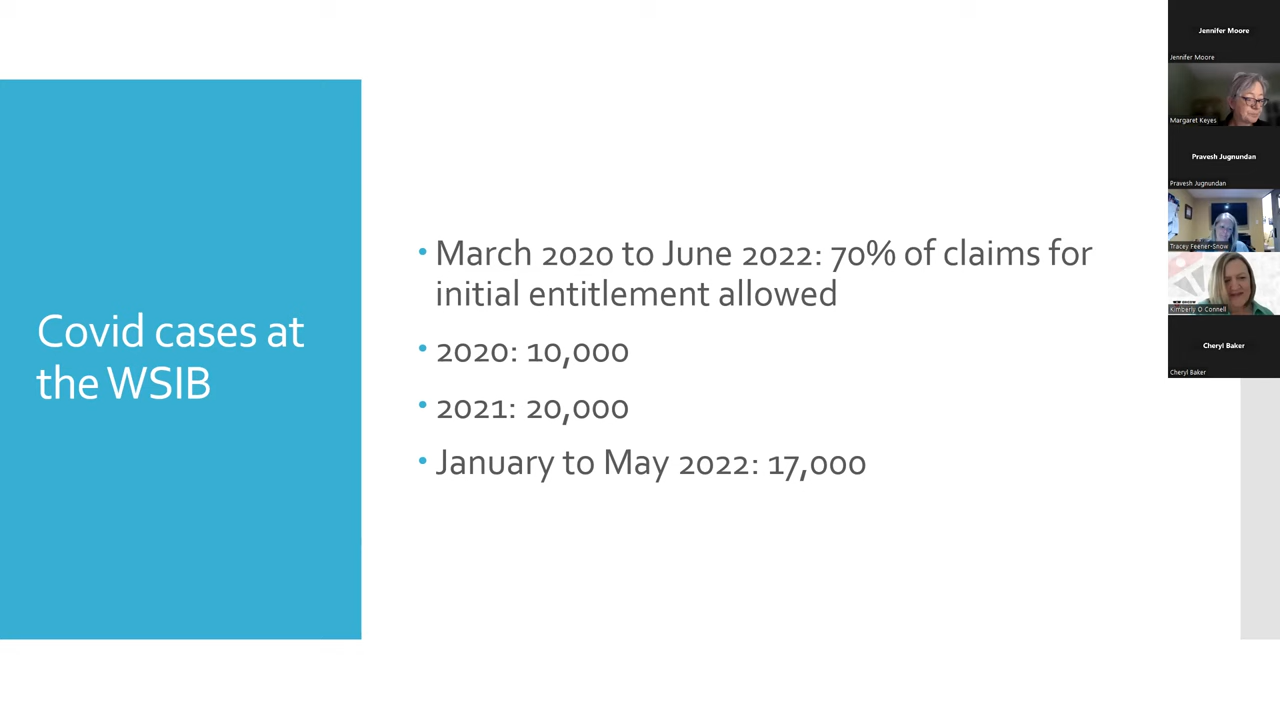 Covid cases at
the WSIB
• March 2020 to June 2022: 70% of claims for
initial entitlement allowed
• 2020: 10,000
• 2021: 20,000
• January to May 2022: 17,000
Jennifer Moore
Jennifer Moore
Margaret Keyes
Pravesh Jugnundan
Pravesh Jugnundan
Tracey Feener-Snow
Kimberly O Connell
Cheryl Baker
Cheryl Baker